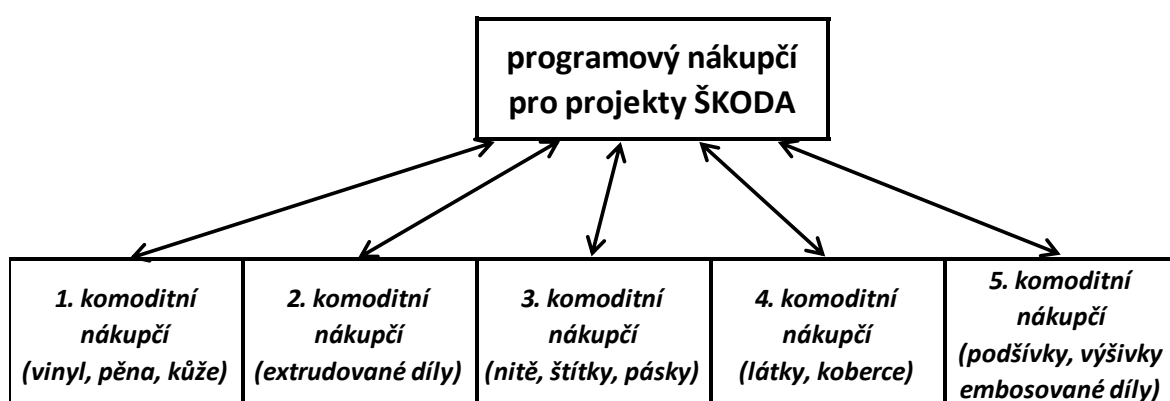 programový nákupčí
pro projekty ŠKODA
1. komoditní
nákupčí
(vinyl, pěna, kůže)
2. komoditní
nákupčí
(extrudované díly)
3. komoditní
nákupčí
(nitě, štítky, pásky)
4. komoditní
nákupčí
(látky, koberce)
5. komoditní
nákupčí
(podšívky, výšivky
embosované díly)